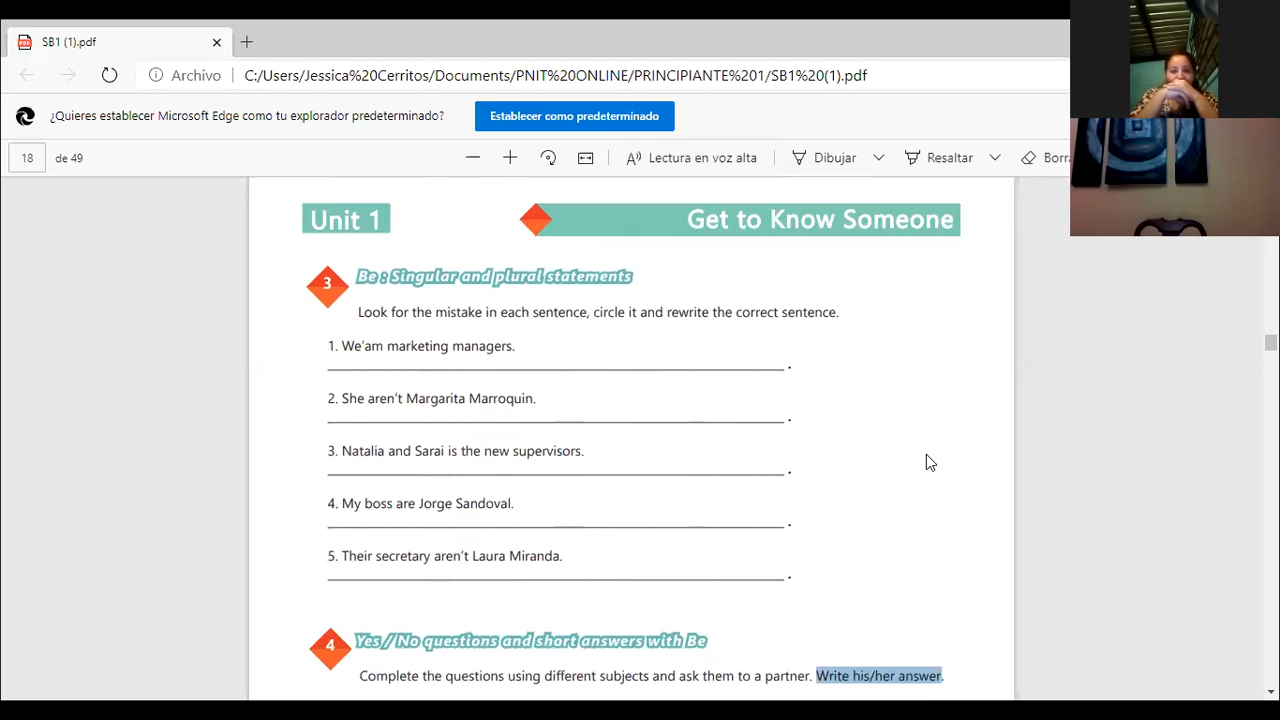 SB1 (1).pdf
Archivo
C:/Users/Jessica%20Cerritos/Documents/PNIT%20ONLINE/PRINCIPIANTE%201/SB1%20(1).pdf
¿Quieres establecer Microsoft Edge como tu explorador predeterminado?
Establecer como predeterminado
18 de 49
Lectura en voz alta
Dibujar
Resaltar
Borra
Unit 1
Get to Know Someone
3 Be : Singular and plural statements
Look for the mistake in each sentence, circle it and rewrite the correct sentence.
1. We'am marketing managers.
2. She aren't Margarita Marroquin.
3. Natalia and Sarai is the new supervisors.
4. My boss are Jorge Sandoval.
5. Their secretary aren't Laura Miranda.
4 Yes / No questions and short answers with Be
Complete the questions using different subjects and ask them to a partner. Write his/her answer.